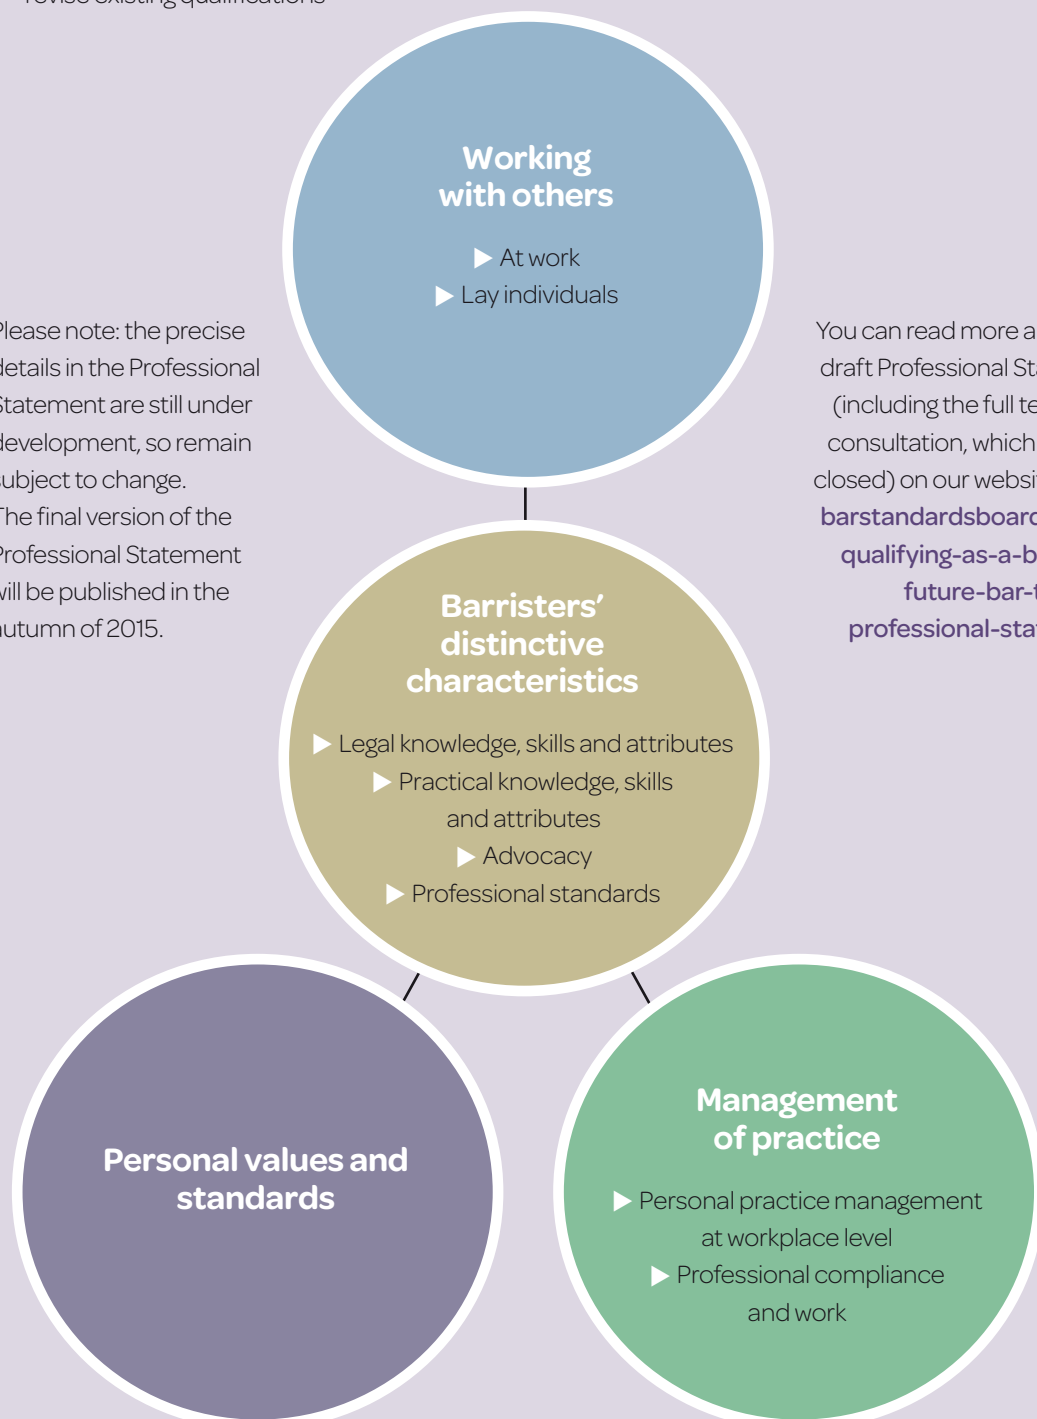 revise existing qualifications
Working
with others
▶ At work
▶ Lay individuals
Please note: the precise
details in the Professional
Statement are still under
development, so remain
subject to change.
The final version of the
Professional Statement
will be published in the
autumn of 2015.
You can read more a
draft Professional Sta
(including the full te
consultation, which
closed) on our websi
barstandardsboard
qualifying-as-a-b
future-bar-t
professional-sta
Barristers’
distinctive
characteristics
▶ Legal knowledge, skills and attributes
▶ Practical knowledge, skills
and attributes
▶ Advocacy
▶ Professional standards
Personal values and
standards
Management
of practice
▶ Personal practice management
at workplace level
▶ Professional compliance
and work